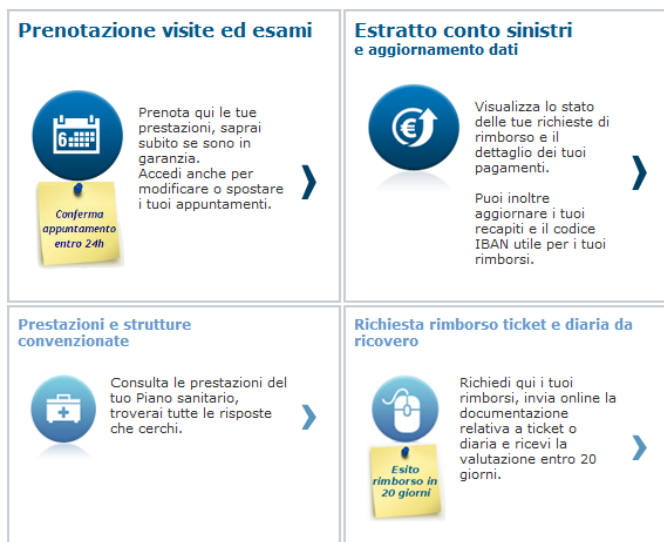 Prenotazione visite ed esami
6
Prenota qui le tue
prestazioni, saprai
subito se sono in
garanzia.
Accedi anche per
modificare o spostare
i tuoi appuntamenti.
Conferma
appuntamento
entro 24h
Estratto conto sinistri
e aggiornamento dati
€
Visualizza lo stato
delle tue richieste di
rimborso e il
dettaglio dei tuoi
pagamenti.
Puoi inoltre
aggiornare i tuoi
recapiti e il codice
IBAN utile per i tuoi
rimborsi.
Prestazioni e strutture
convenzionate
Consulta le prestazioni del
tuo Piano sanitario,
troverai tutte le risposte
che cerchi.
Richiesta rimborso ticket e diaria da
ricovero
Richiedi qui i tuoi
rimborsi, invia online la
documentazione
relativa a ticket o
diaria e ricevi la
valutazione entro 20
giorni.
Esito
rimborso in
20 giorni